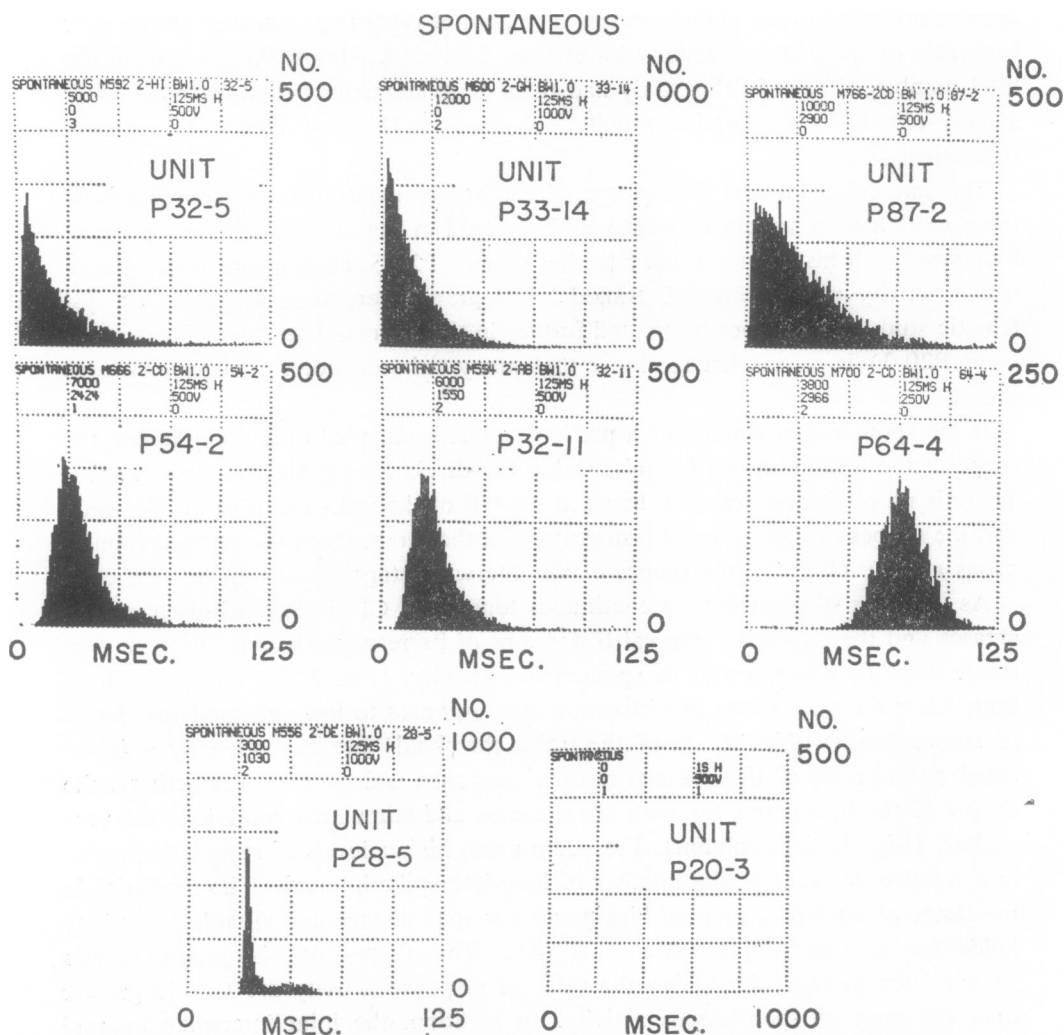 SPONTANEOUS
NO. NO. NO.
500 1000 500
SPONTANEOUS M592 2-HI BW1.0 32-5
5000 125MS H
0 500V
3 0
UNIT
P32-5
0
SPONTANEOUS M600 2-GH BW1.0 33-14
12000 125MS H
0 1000V
2 0
UNIT
P33-14
0
SPONTANEOUS M766-2CD BW 1.0 87-2
10000 125MS H
2900 500V
0 0
UNIT
P87-2
0
500 500 250
SPONTANEOUS M666 2-CD BW1.0 54-2
7000 125MS H
2424 500V
1 0
P54-2
0
SPONTANEOUS M594 2-AB BW1.0 32-11
6000 125MS H
1550 500V
2 0
P32-11
0
SPONTANEOUS M700 2-CD BW1.0 64-4
3800 125MS H
2966 250V
2 0
P64-4
0
0 MSEC. 125 0 MSEC. 125 0 MSEC. 125
NO. NO.
1000 500
SPONTANEOUS M556 2-DE BW1.0 28-5
3000 125MS H
1030 1000V
2 0
UNIT
P28-5
0
SPONTANEOUS
0 1S H
0
1 1
UNIT
P20-3
0
0 MSEC. 125 0 MSEC. 1000